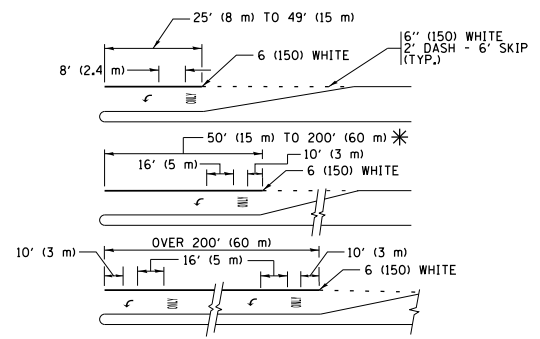 25' (8 m) TO 49' (15 m)
6" (150) WHITE
2' DASH - 6' SKIP
(TYP.)
6 (150) WHITE
8' (2.4 m)
ONLY
50' (15 m) TO 200' (60 m) *
16' (5 m)
10' (3 m)
6 (150) WHITE
ONLY
OVER 200' (60 m)
10' (3 m)
16' (5 m)
10' (3 m)
6 (150) WHITE
ONLY
ONLY